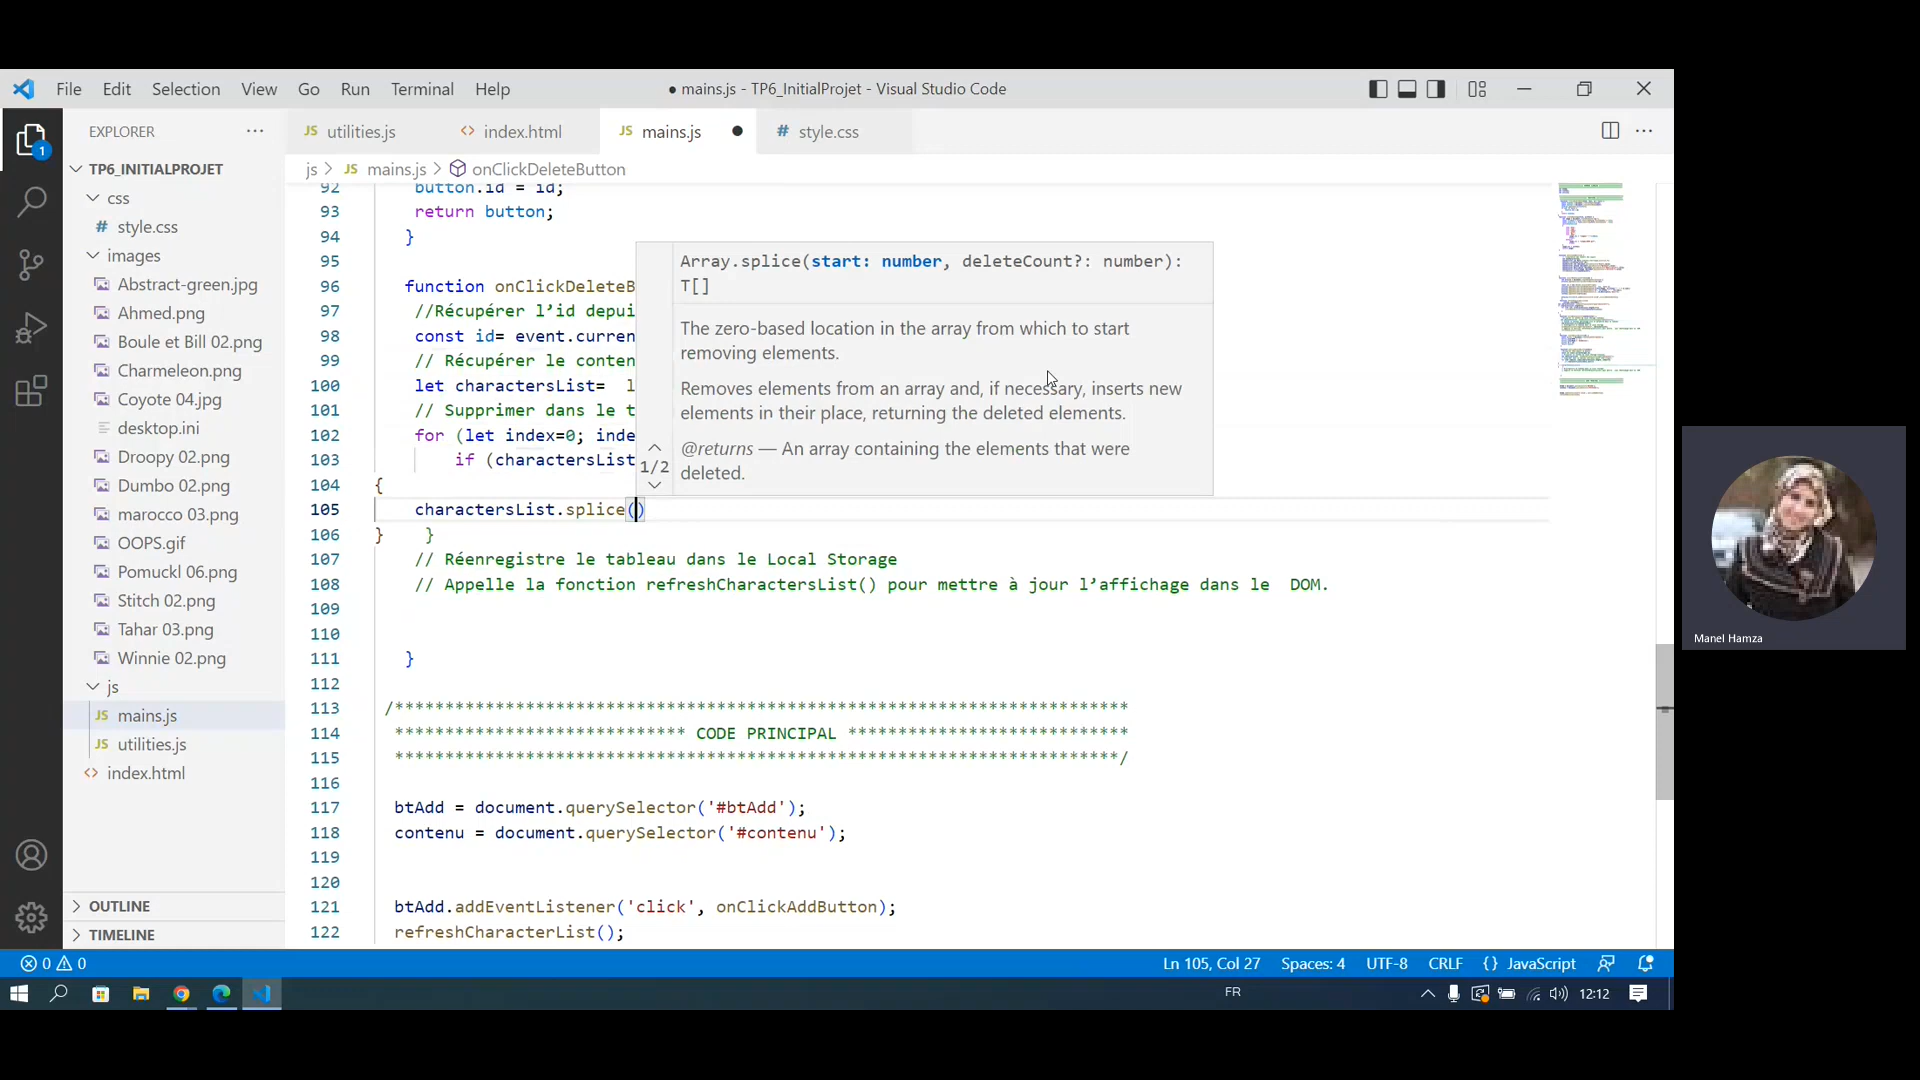 File Edit Selection View Go Run Terminal Help
● mains.js - TP6_InitialProjet - Visual Studio Code
EXPLORER
TP6_INITIALPROJET
css
# style.css
images
Abstract-green.jpg
Ahmed.png
Boule et Bill 02.png
Charmeleon.png
Coyote 04.jpg
desktop.ini
Droopy 02.png
Dumbo 02.png
marocco 03.png
OOPS.gif
Pomuckl 06.png
Stitch 02.png
Tahar 03.png
Winnie 02.png
js
JS mains.js
JS utilities.js
<> index.html
OUTLINE
TIMELINE
1
JS utilities.js <> index.html JS mains.js ● # style.css
js > JS mains.js > onClickDeleteButton
92 button.id = id;
93 return button;
94 }
95
96 function onClickDeleteB
97 //Récupérer l’id depui
98 const id= event.curren
99 // Récupérer le conten
100 let charactersList= l
101 // Supprimer dans le t
102 for (let index=0; inde
103 if (charactersList
104 {
105 charactersList.splice()
106 } }
107 // Réenregistre le tableau dans le Local Storage
108 // Appelle la fonction refreshCharactersList() pour mettre à jour l’affichage dans le DOM.
109
110
111 }
112
113 /*************************************************************************
114 ***************************** CODE PRINCIPAL ****************************
115 ************************************************************************/
116
117 btAdd = document.querySelector('#btAdd');
118 contenu = document.querySelector('#contenu');
119
120
121 btAdd.addEventListener('click', onClickAddButton);
122 refreshCharacterList();
Array.splice(start: number, deleteCount?: number):
T[]
The zero-based location in the array from which to start
removing elements.
Removes elements from an array and, if necessary, inserts new
elements in their place, returning the deleted elements.
@returns — An array containing the elements that were
deleted.
1/2
Manel Hamza
0 0
Ln 105, Col 27 Spaces: 4 UTF-8 CRLF {} JavaScript
FR
12:12